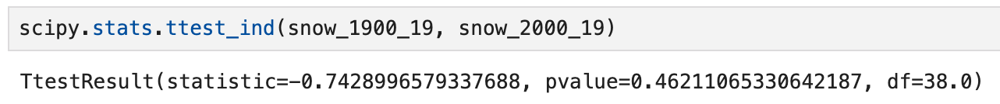 scipy.stats.ttest_ind(snow_1900_19, snow_2000_19)
TtestResult(statistic=-0.7428996579337688, pvalue=0.46211065330642187, df=38.0)